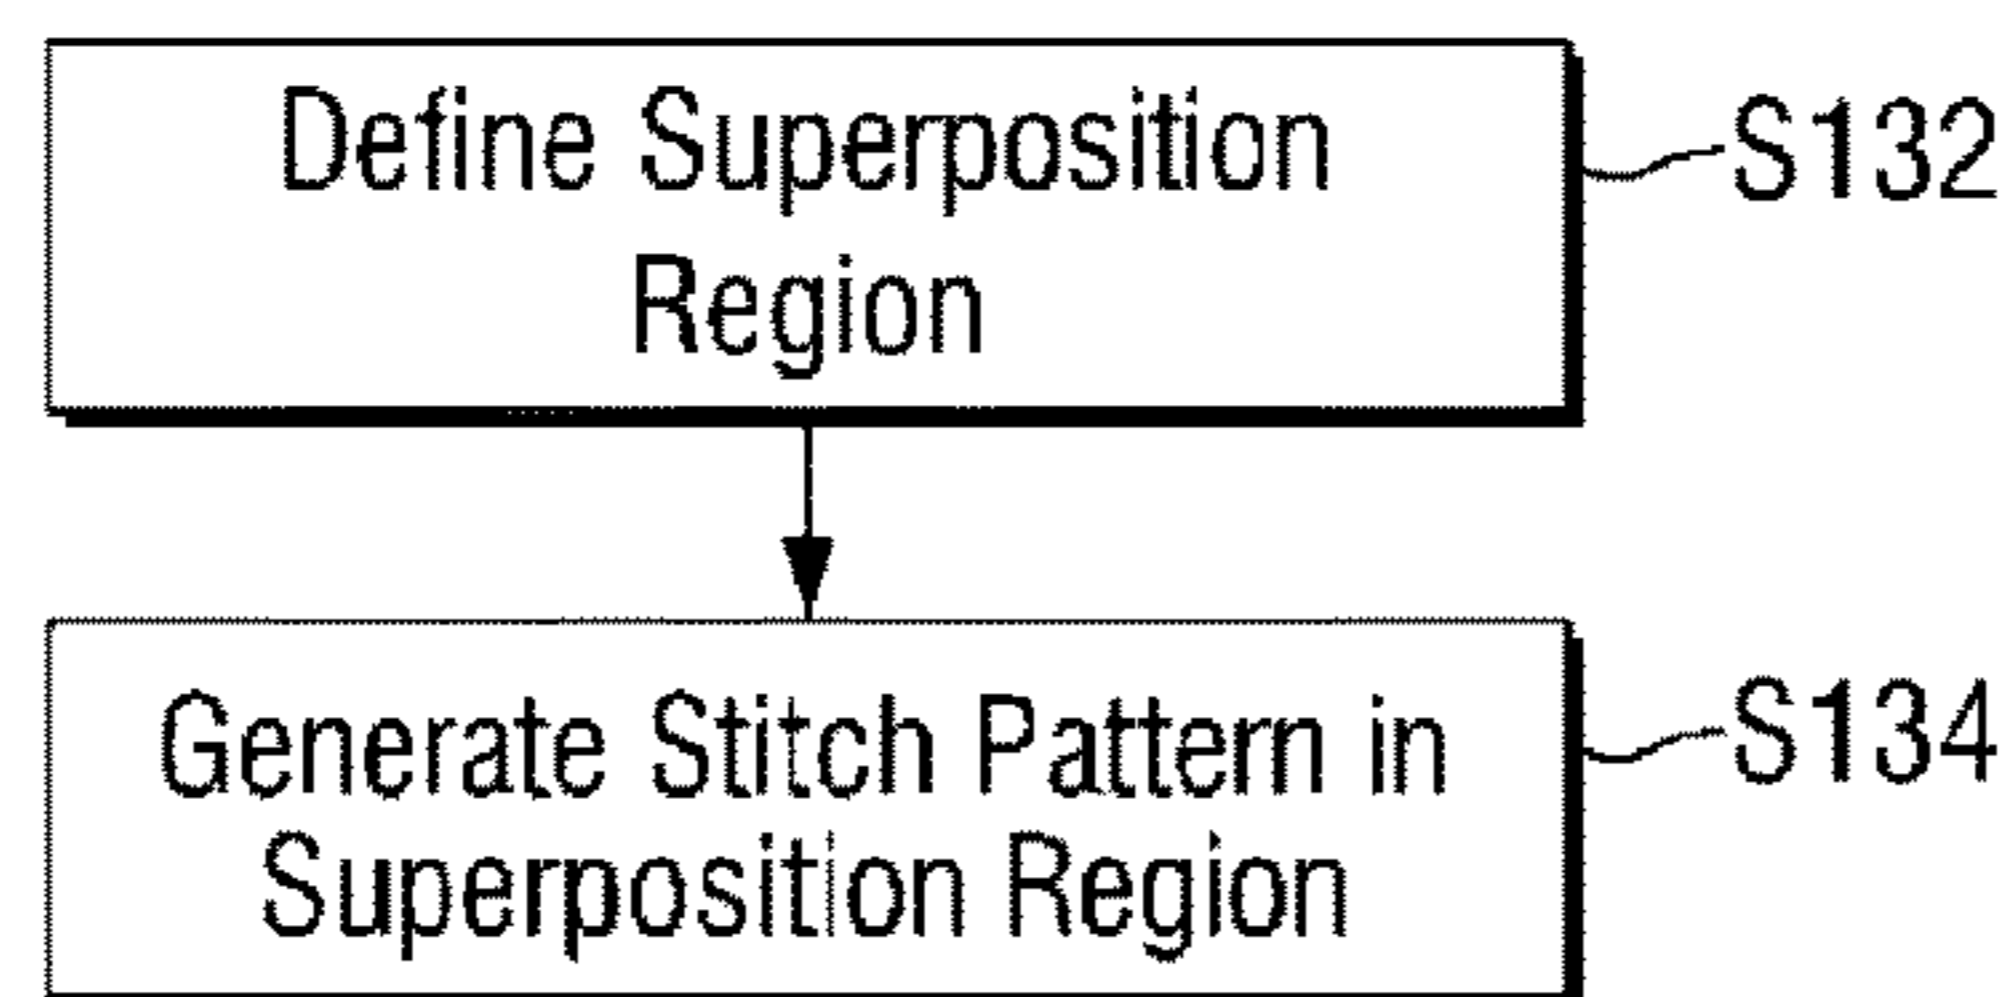 Define Superposition
Region
S132
Generate Stitch Pattern in
Superposition Region
S134